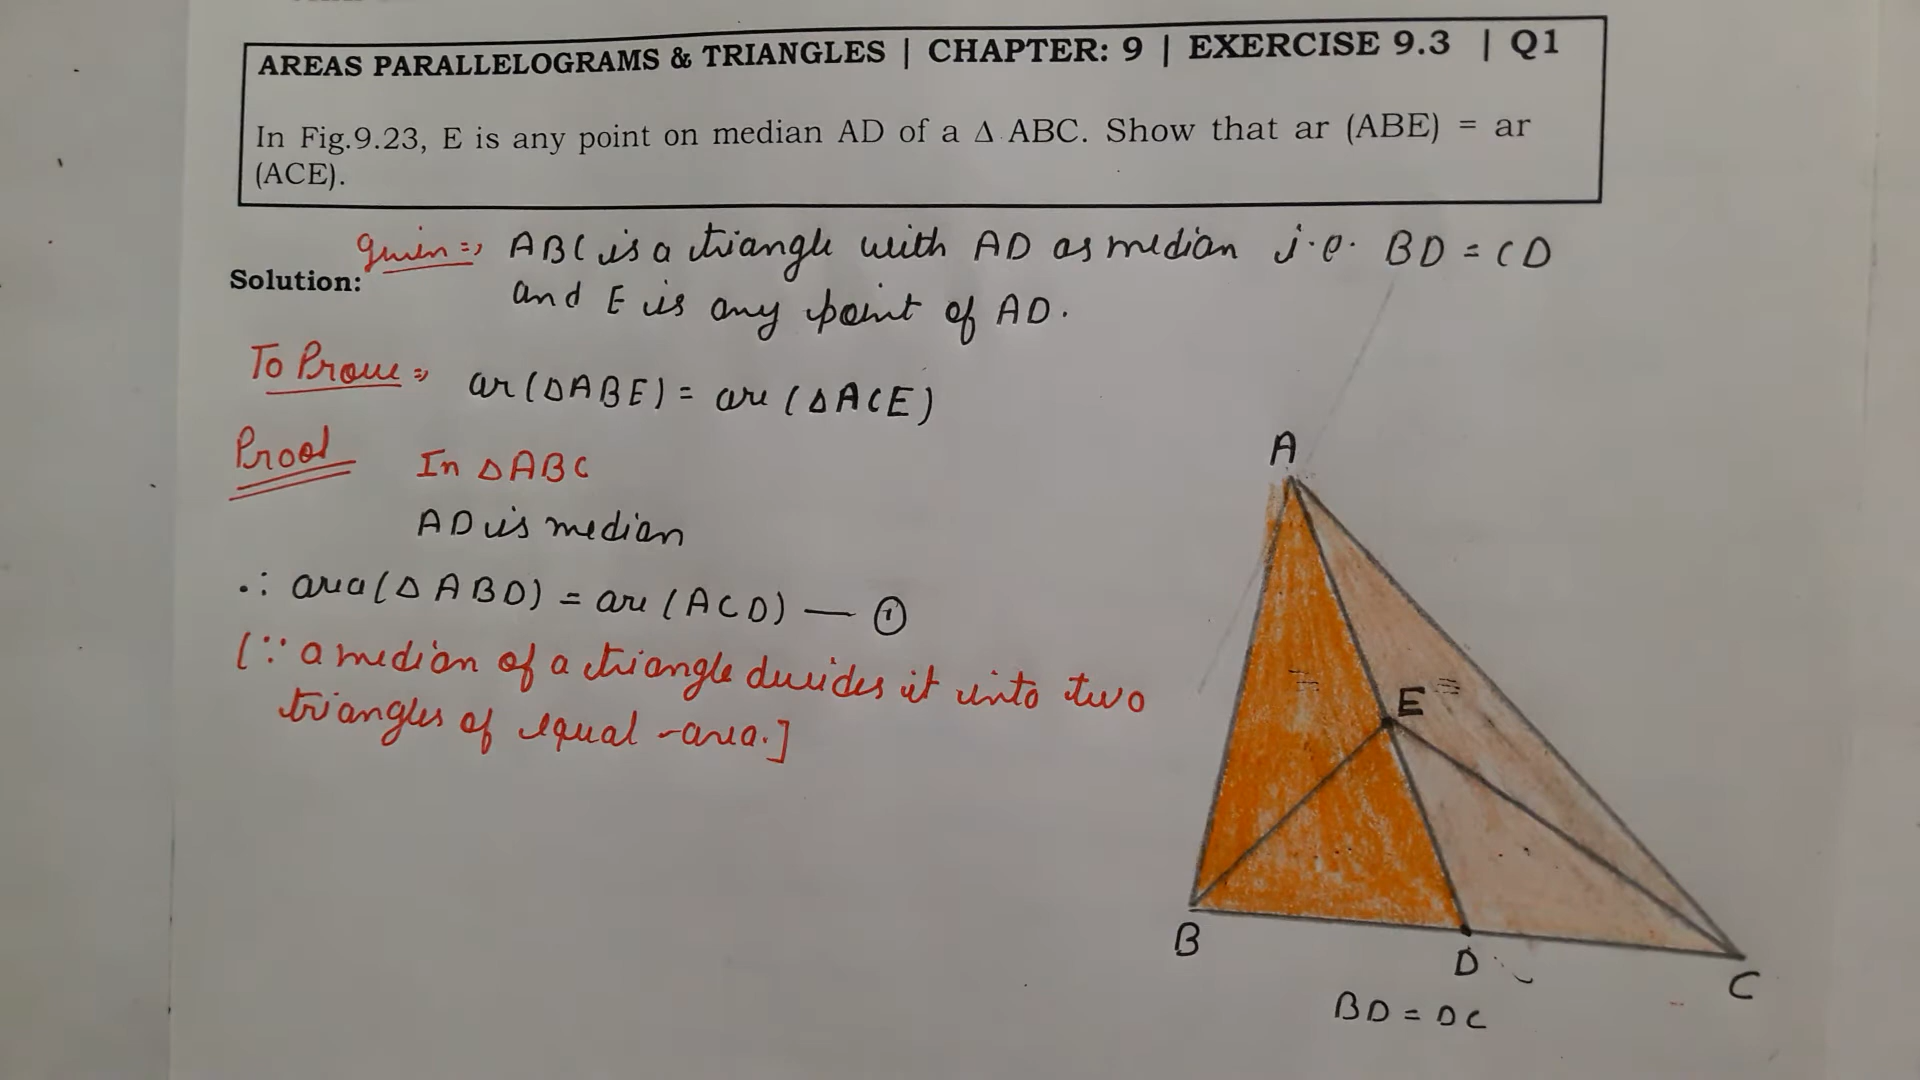 AREAS PARALLELOGRAMS & TRIANGLES | CHAPTER: 9 | EXERCISE 9.3 | Q1
In Fig.9.23, E is any point on median AD of a Δ ABC. Show that ar (ABE) = ar
(ACE).
Given => ABC is a triangle with AD as median i.e. BD = CD
Solution:
and E is any point of AD.
To Prove => ar(ΔABE) = are (ΔACE)
Proof In ΔABC
AD is median
∴ area(ΔABD) = are (ACD) — ①
[∵ a median of a triangle divides it into two
triangles of equal -area.]
A
E
B
D
C
BD = DC